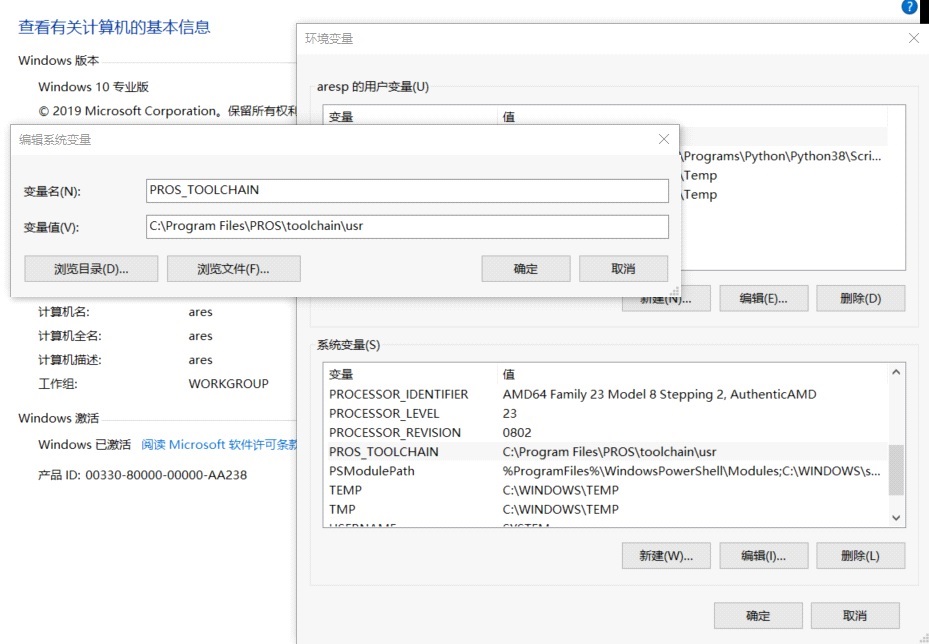 查看有关计算机的基本信息
Windows 版本
Windows 10 专业版
© 2019 Microsoft Corporation。保留所有权利
?
环境变量
aresp 的用户变量(U)
变量 值
\Programs\Python\Python38\Scri...
\Temp
\Temp
编辑系统变量
变量名(N): PROS_TOOLCHAIN
变量值(V): C:\Program Files\PROS\toolchain\usr
浏览目录(D)... 浏览文件(F)... 确定 取消
新建(N)... 编辑(E)... 删除(D)
计算机名: ares
计算机全名: ares
计算机描述: ares
工作组: WORKGROUP
Windows 激活
Windows 已激活 阅读 Microsoft 软件许可条款
产品 ID: 00330-80000-00000-AA238
系统变量(S)
变量 值
PROCESSOR_IDENTIFIER AMD64 Family 23 Model 8 Stepping 2, AuthenticAMD
PROCESSOR_LEVEL 23
PROCESSOR_REVISION 0802
PROS_TOOLCHAIN C:\Program Files\PROS\toolchain\usr
PSModulePath %ProgramFiles%\WindowsPowerShell\Modules;C:\WINDOWS\s...
TEMP C:\WINDOWS\TEMP
TMP C:\WINDOWS\TEMP
USERNAME SYSTEM
新建(W)... 编辑(I)... 删除(L)
确定 取消